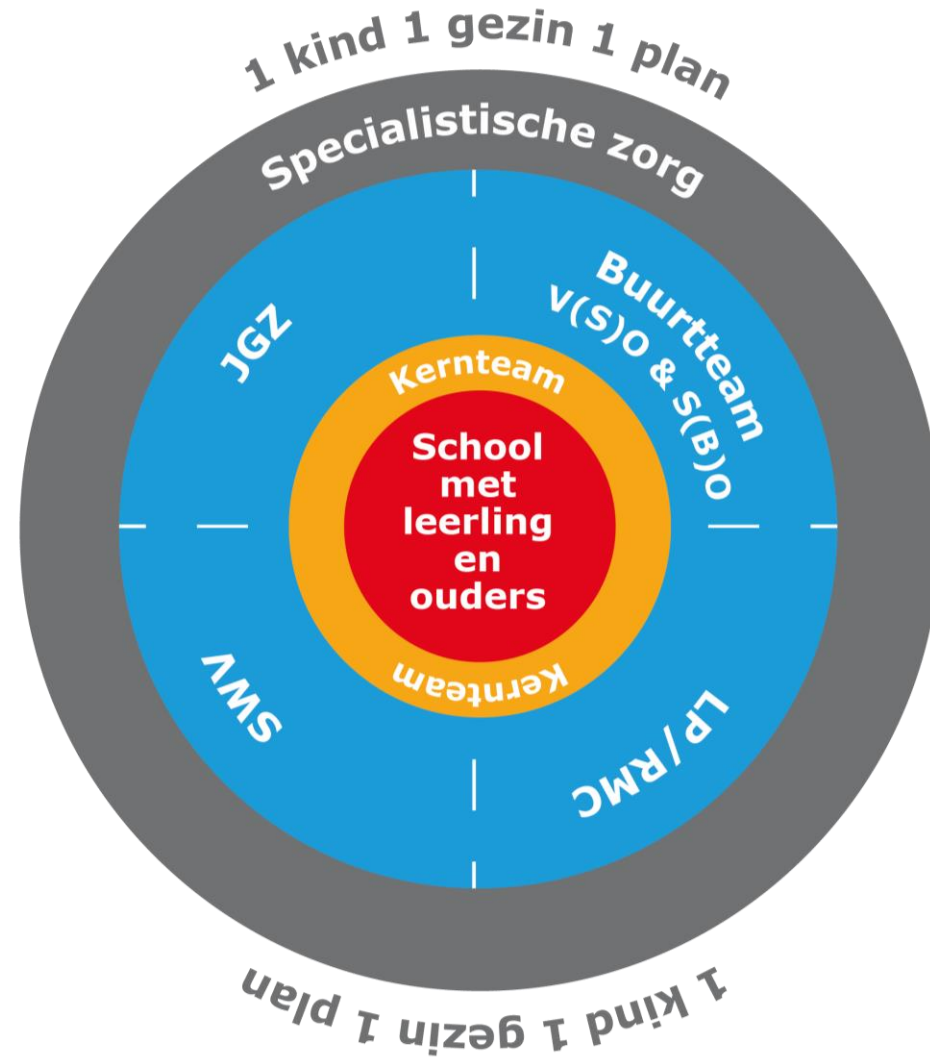 1 kind 1 gezin 1 plan
Specialistische zorg
JGZ
Buurtteam
V(S)O & S(B)O
Kernteam
School
met
leerling
en
ouders
Kernteam
SWV
LP/RMC
1 kind 1 gezin 1 plan